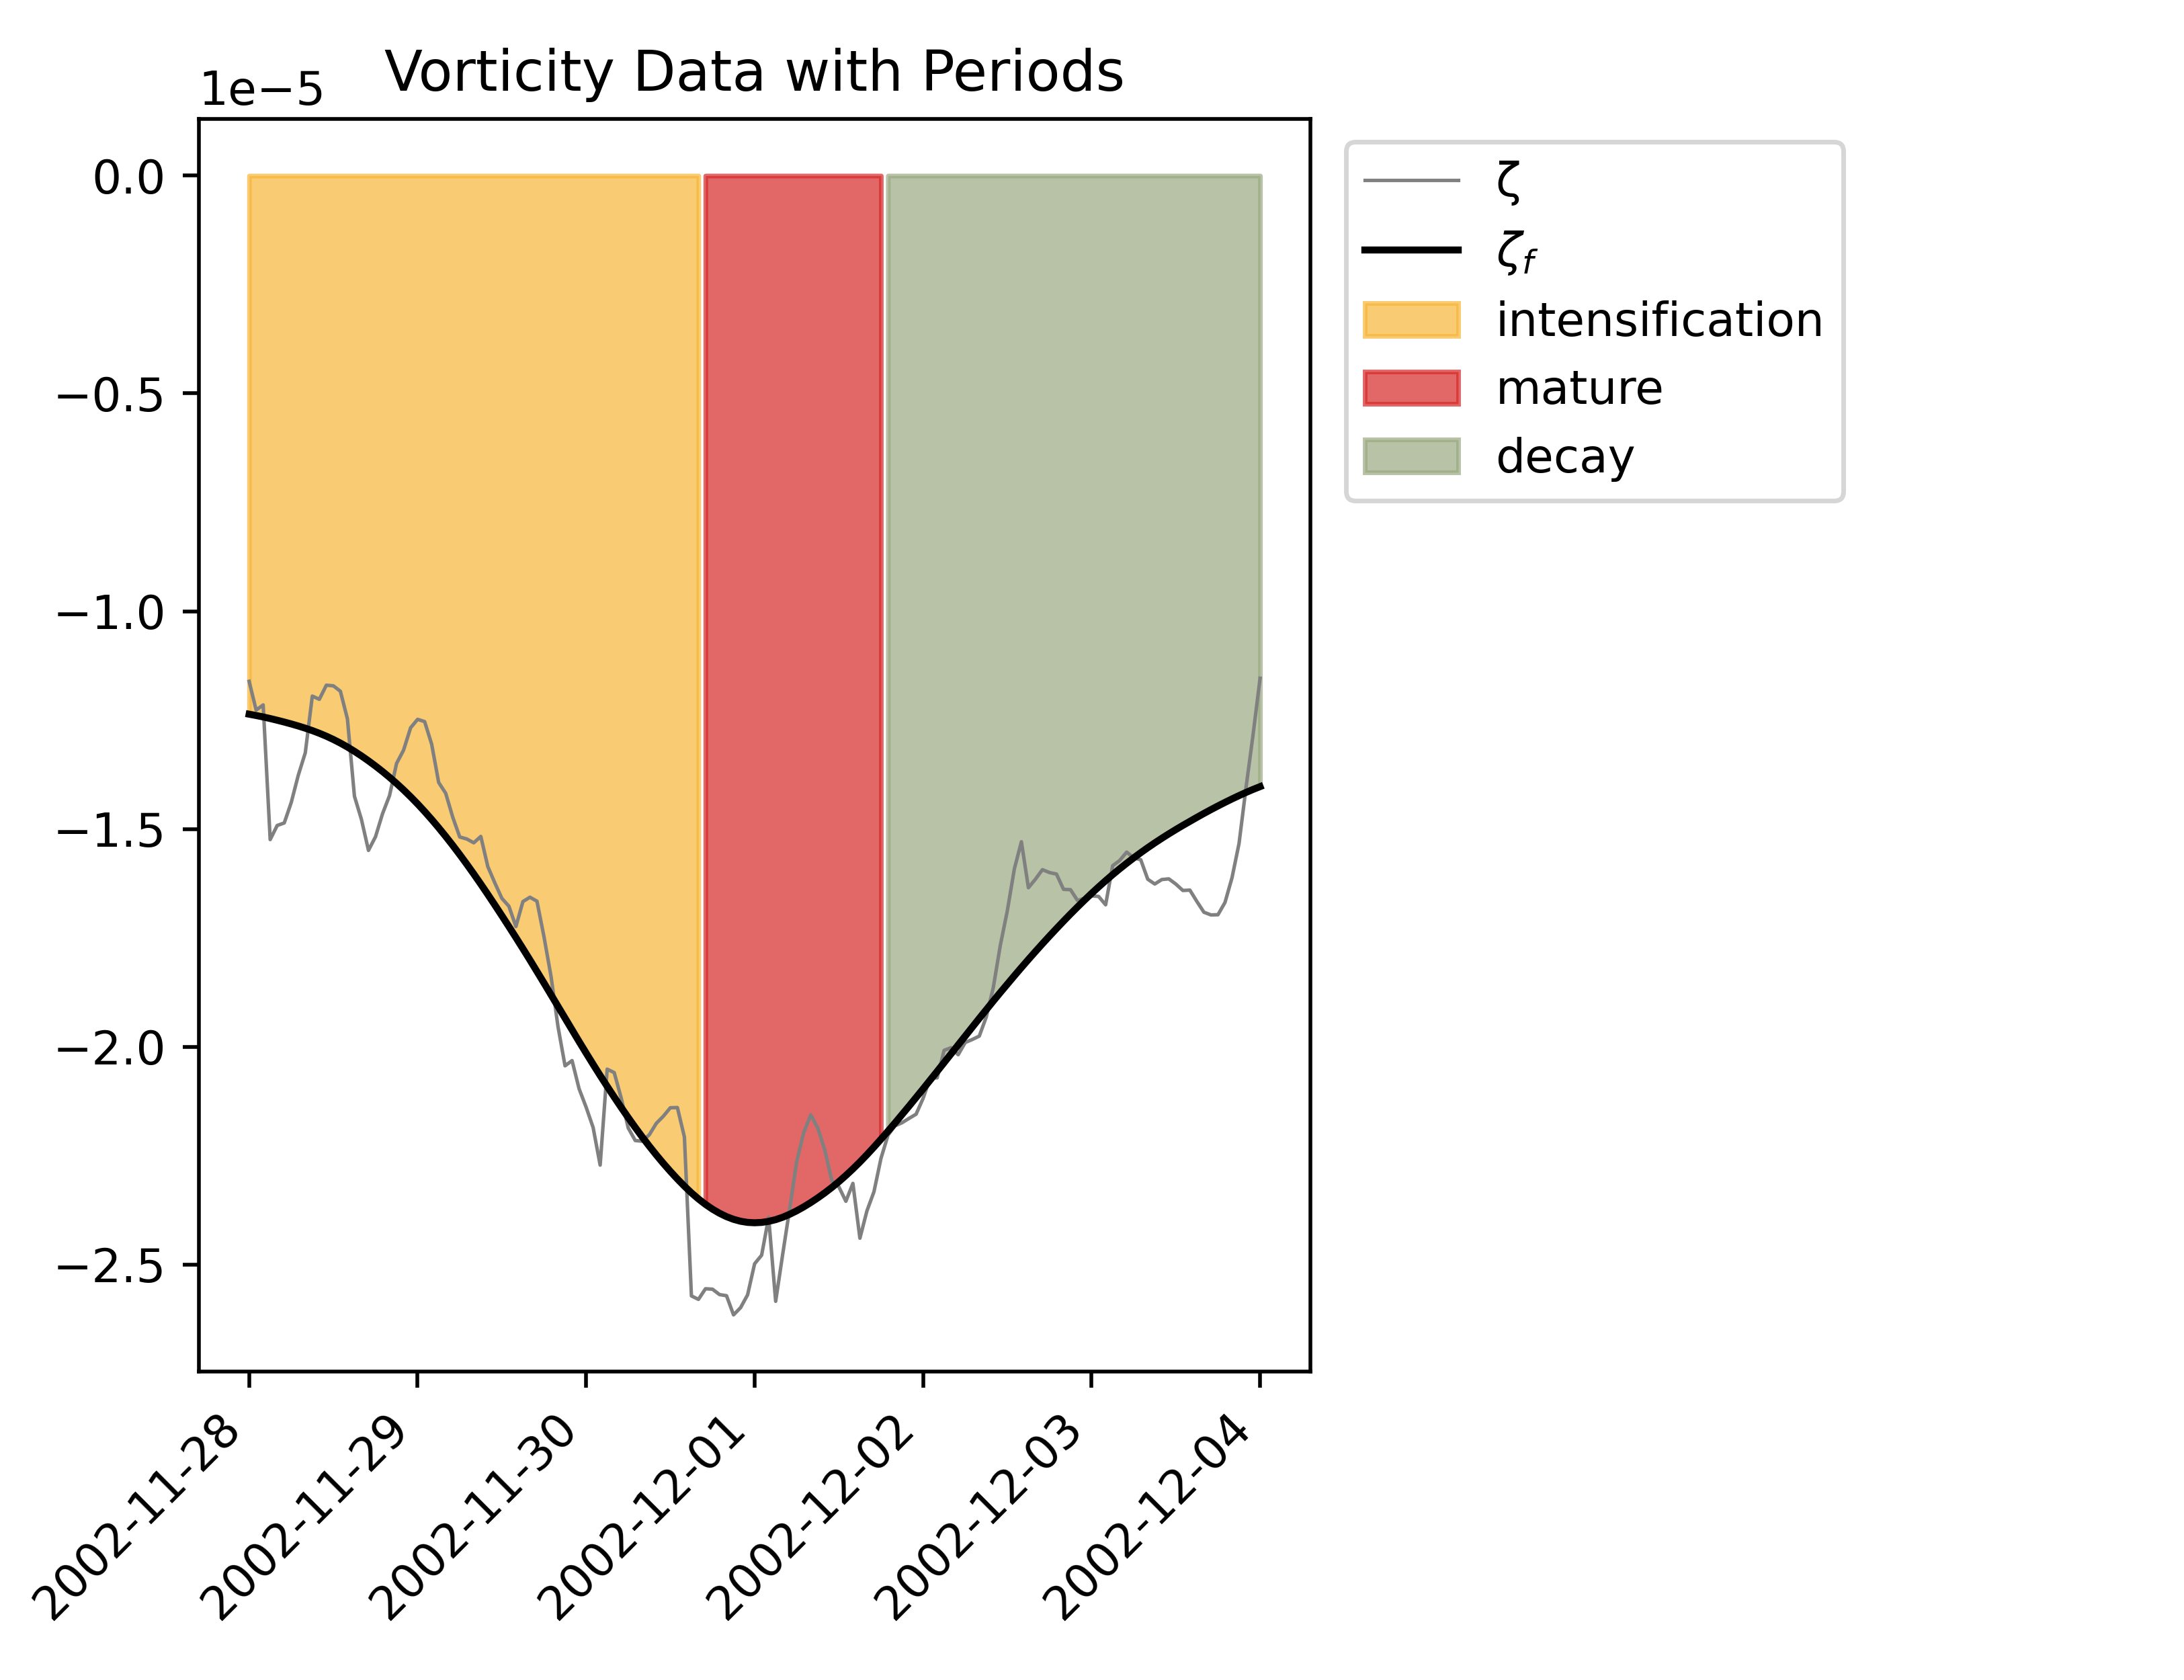 Vorticity Data with Periods
1e−5
0.0
−0.5
−1.0
−1.5
−2.0
−2.5
2002-11-28
2002-11-29
2002-11-30
2002-12-01
2002-12-02
2002-12-03
2002-12-04
ζ
ζf
intensification
mature
decay